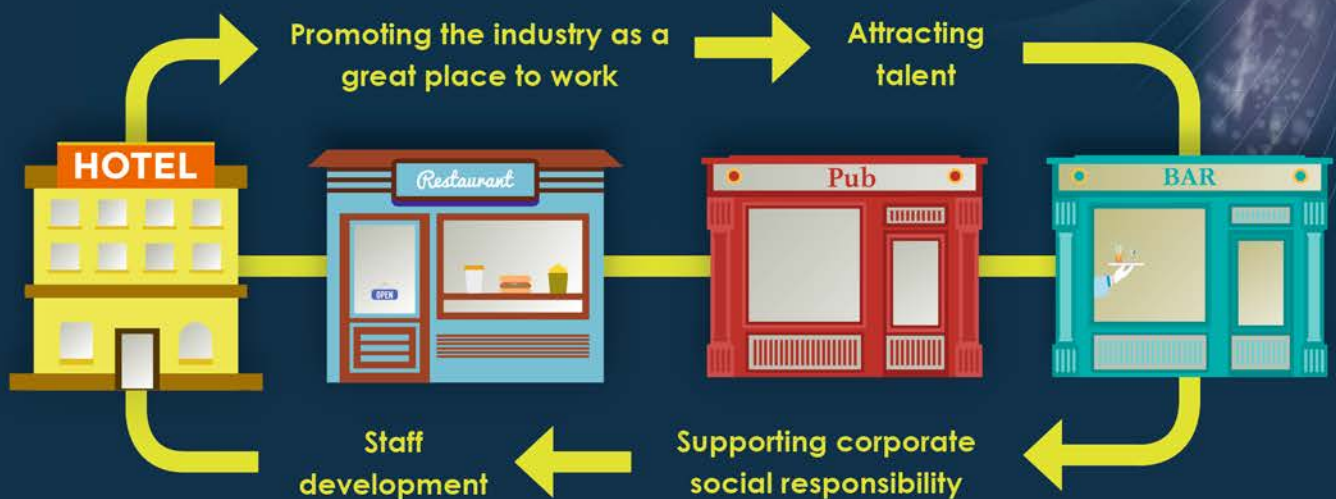 Promoting the industry as a
great place to work
Attracting
talent
HOTEL
Restaurant
OPEN
Pub
BAR
Staff
development
Supporting corporate
social responsibility